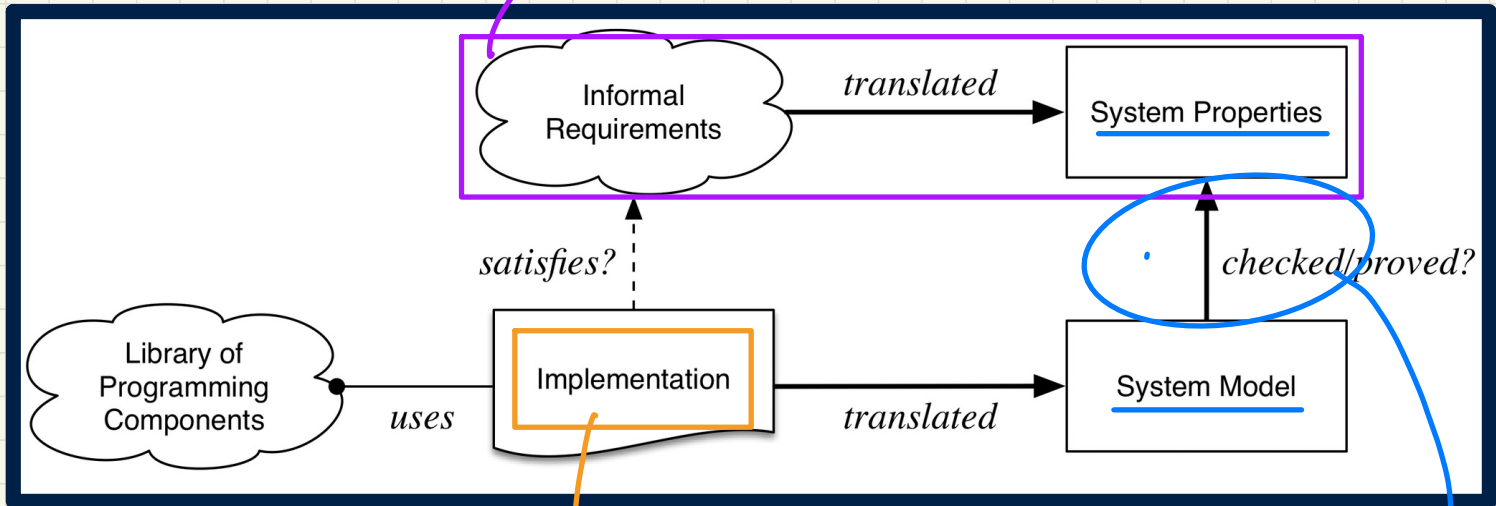 Informal
Requirements
translated
System Properties
satisfies?
checked/proved?
Library of
Programming
Components
uses
Implementation
translated
System Model